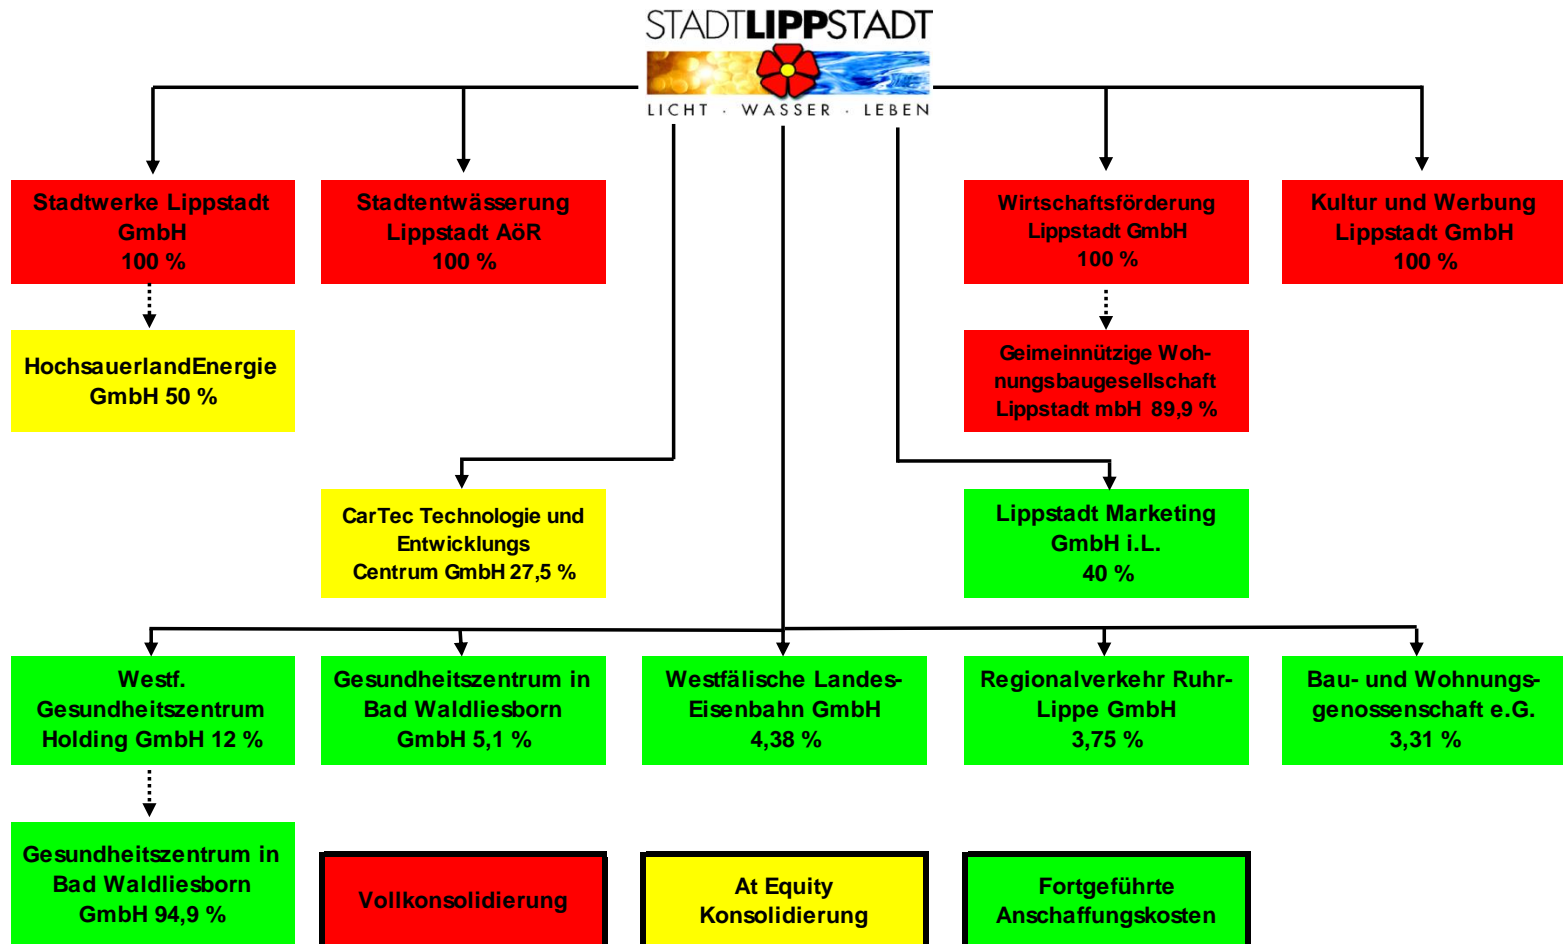 STADTLIPPSTADT
LICHT · WASSER · LEBEN
Stadtwerke Lippstadt
GmbH
100 %
Stadtentwässerung
Lippstadt AöR
100 %
Wirtschaftsförderung
Lippstadt GmbH
100 %
Kultur und Werbung
Lippstadt GmbH
100 %
HochsauerlandEnergie
GmbH 50 %
Geimeinnützige Woh-
nungsbaugesellschaft
Lippstadt mbH 89,9 %
CarTec Technologie und
Entwicklungs
Centrum GmbH 27,5 %
Lippstadt Marketing
GmbH i.L.
40 %
Westf.
Gesundheitszentrum
Holding GmbH 12 %
Gesundheitszentrum in
Bad Waldliesborn
GmbH 5,1 %
Westfälische Landes-
Eisenbahn GmbH
4,38 %
Regionalverkehr Ruhr-
Lippe GmbH
3,75 %
Bau- und Wohnungs-
genossenschaft e.G.
3,31 %
Gesundheitszentrum in
Bad Waldliesborn
GmbH 94,9 %
Vollkonsolidierung
At Equity
Konsolidierung
Fortgeführte
Anschaffungskosten